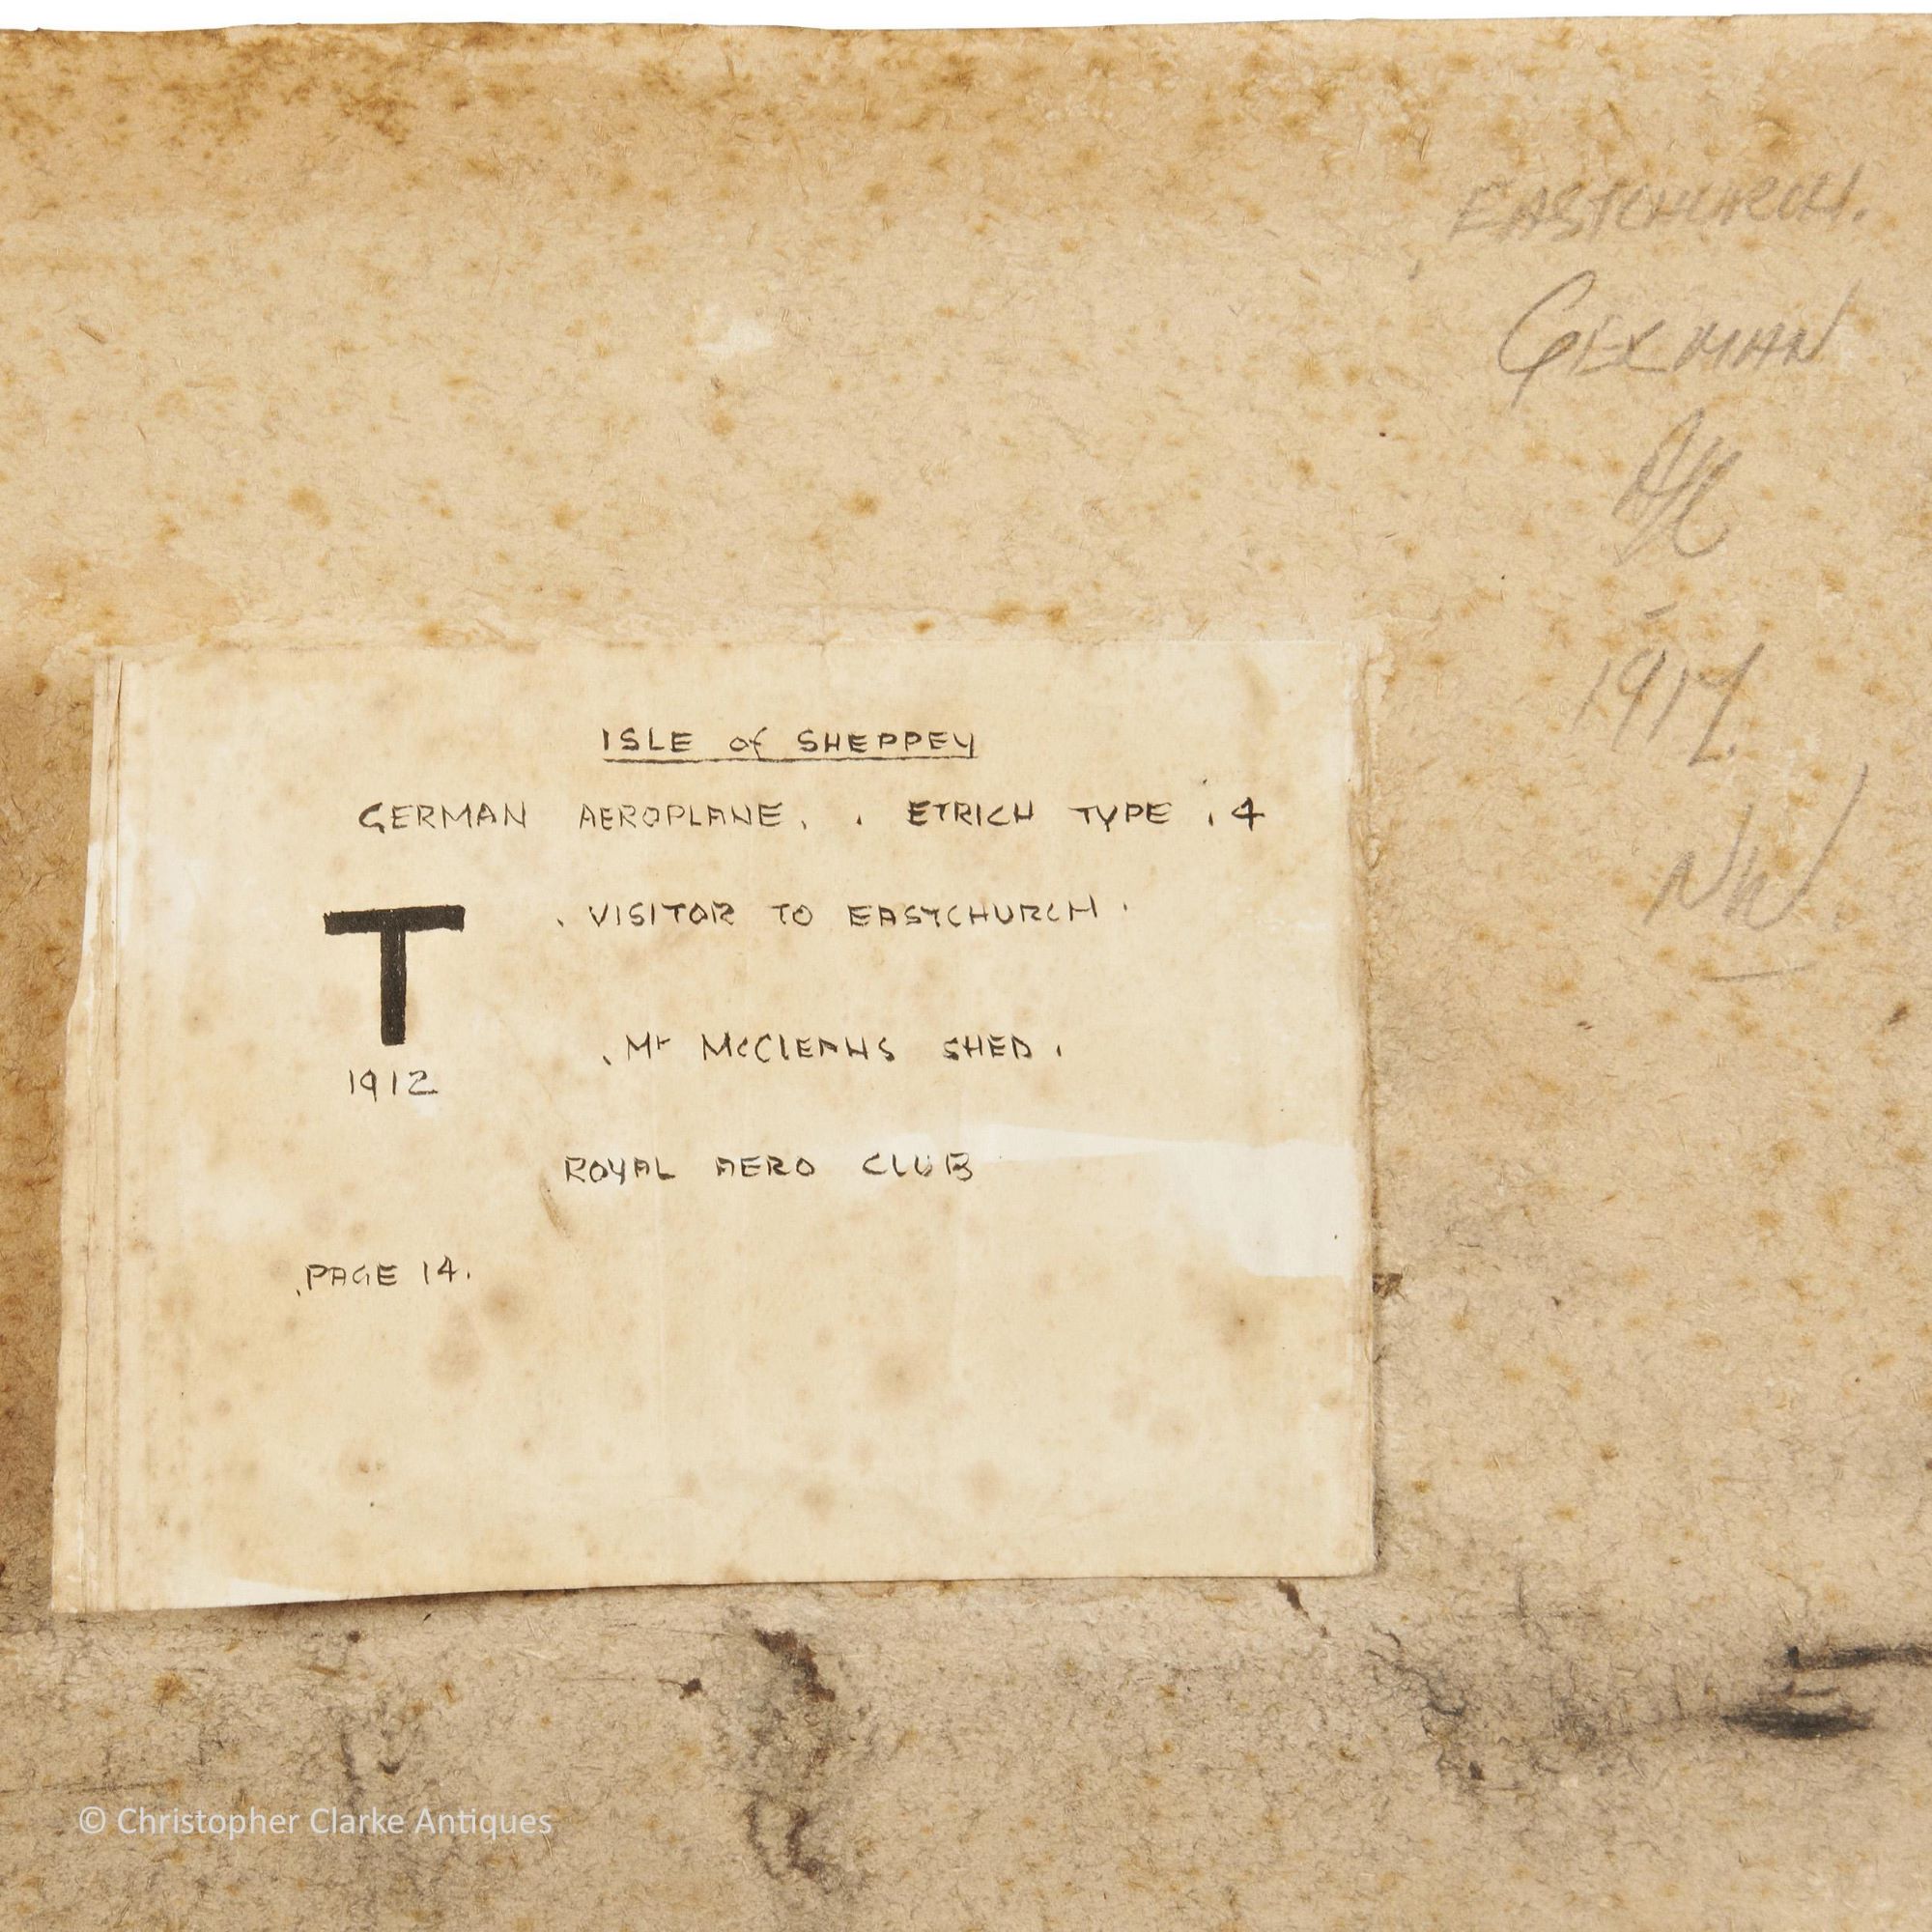 EASTCHURCH.
GERMAN
A/C
ISLE of SHEPPEY
GERMAN AEROPLANE. . ETRICH TYPE . 4
T
. VISITOR TO EASTCHURCH .
. Mr McCleans SHED .
1912
ROYAL AERO CLUB
. PAGE 14.
© Christopher Clarke Antiques